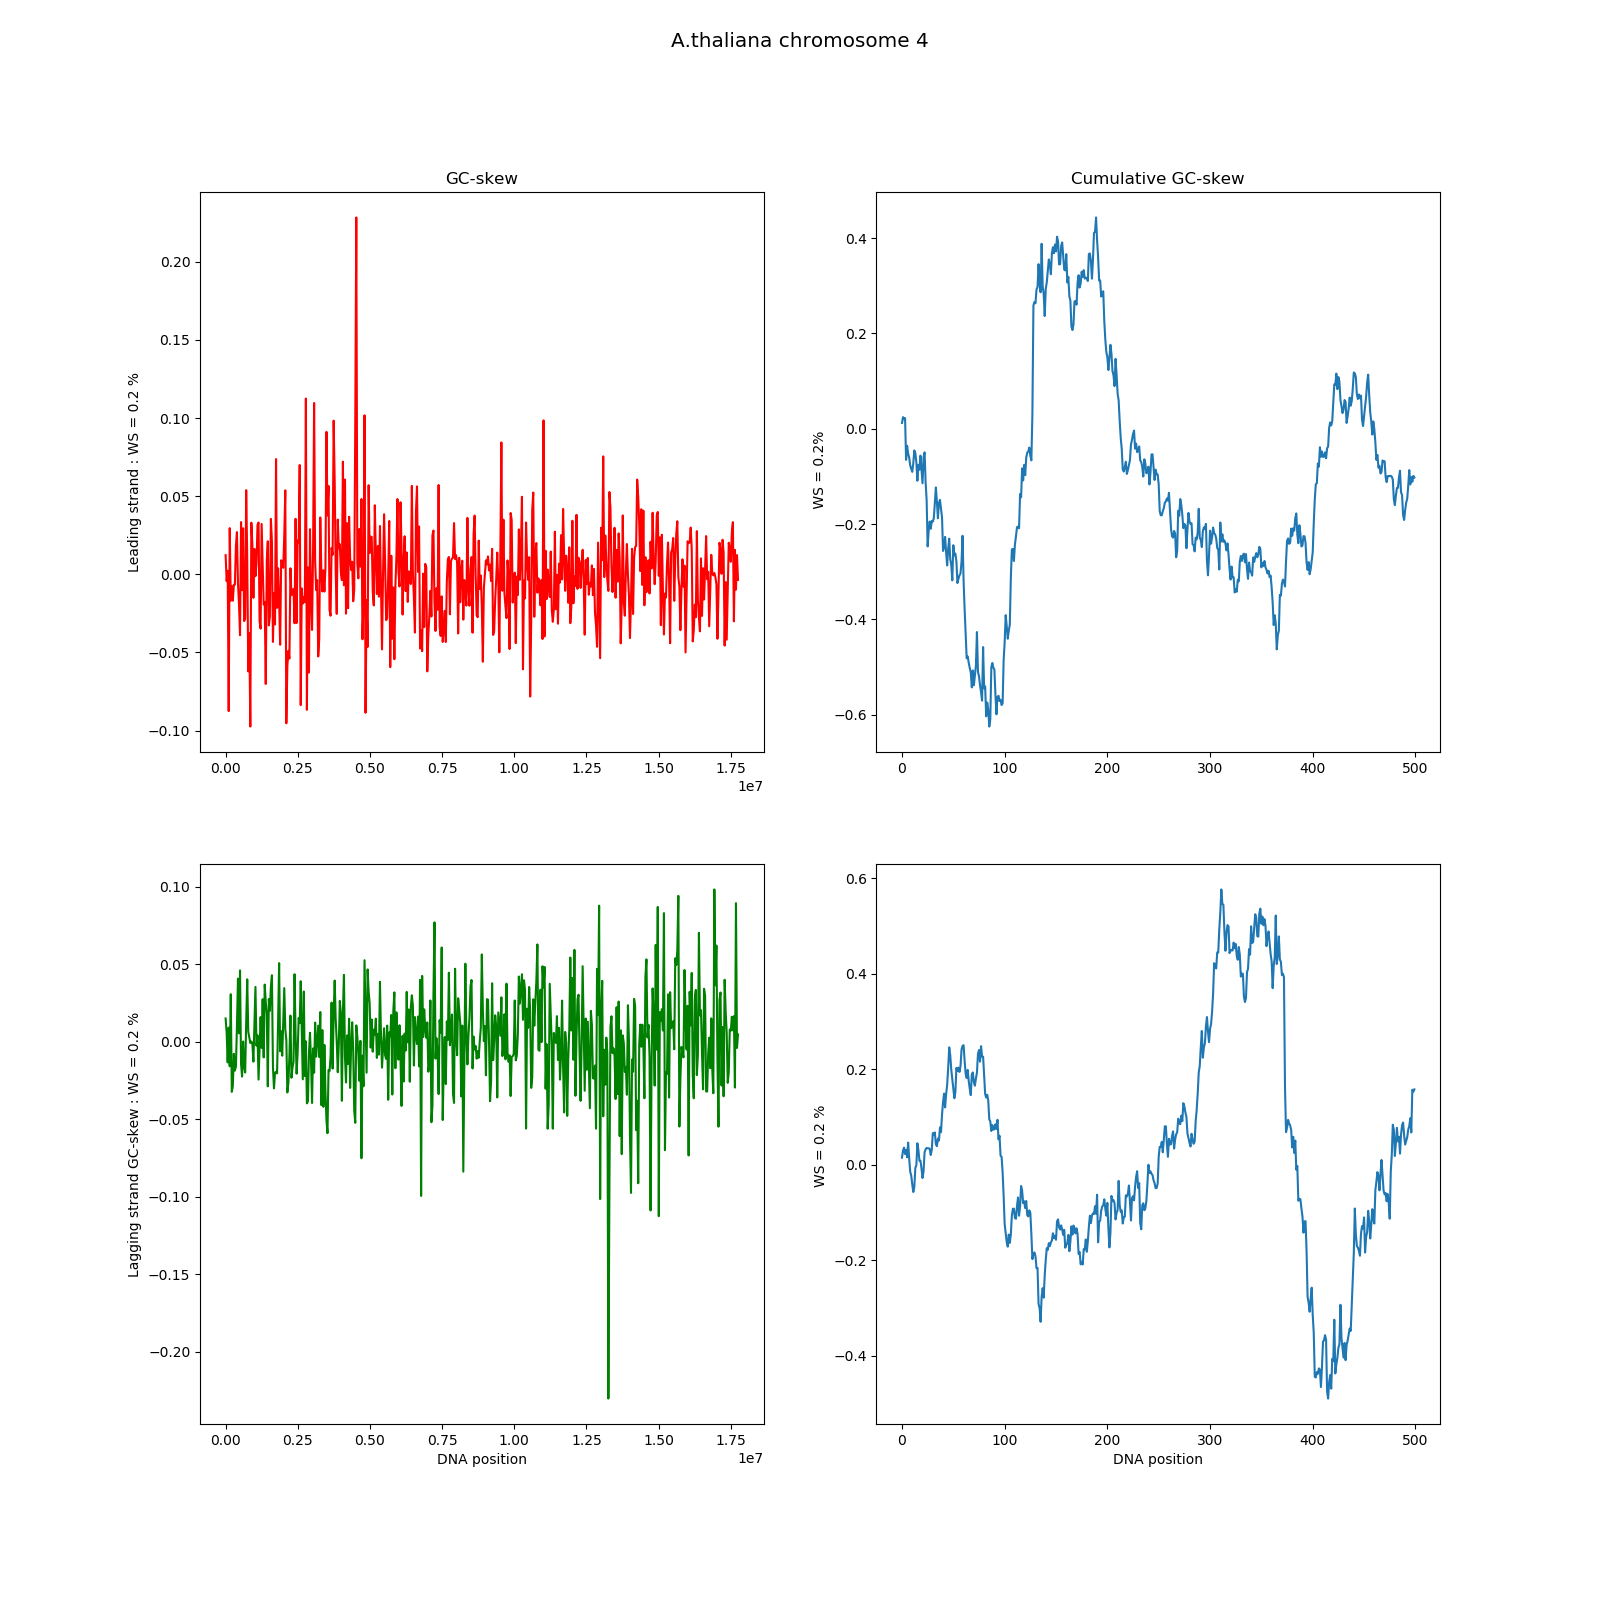 A.thaliana chromosome 4
GC-skew
Leading strand : WS = 0.2 %
0.20
0.15
0.10
0.05
0.00
−0.05
−0.10
0.00 0.25 0.50 0.75 1.00 1.25 1.50 1.75
1e7
Cumulative GC-skew
WS = 0.2%
0.4
0.2
0.0
−0.2
−0.4
−0.6
0 100 200 300 400 500
Lagging strand GC-skew : WS = 0.2 %
0.10
0.05
0.00
−0.05
−0.10
−0.15
−0.20
0.00 0.25 0.50 0.75 1.00 1.25 1.50 1.75
1e7
DNA position
WS = 0.2 %
0.6
0.4
0.2
0.0
−0.2
−0.4
0 100 200 300 400 500
DNA position